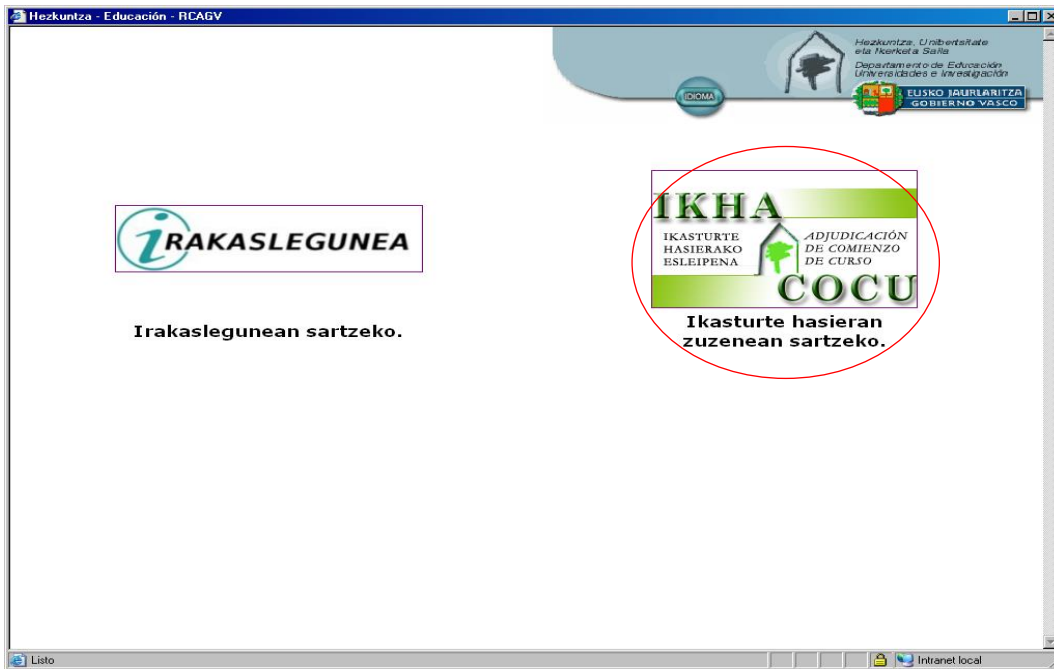 Hezkuntza - Educación - RCAGV
Hezkuntza, Unibertsitate
eta Ikerketa Saila
Departamento de Educación
Universidades e Investigación
IDIOMA
EUSKO JAURLARITZA
GOBIERNO VASCO
iRAKASLEGUNEA
Irakaslegunean sartzeko.
IKHA
IKASTURTE
HASIERAKO
ESLEIPENA
ADJUDICACIÓN
DE COMIENZO
DE CURSO
COCU
Ikasturte hasieran
zuzenean sartzeko.
Listo
Intranet local